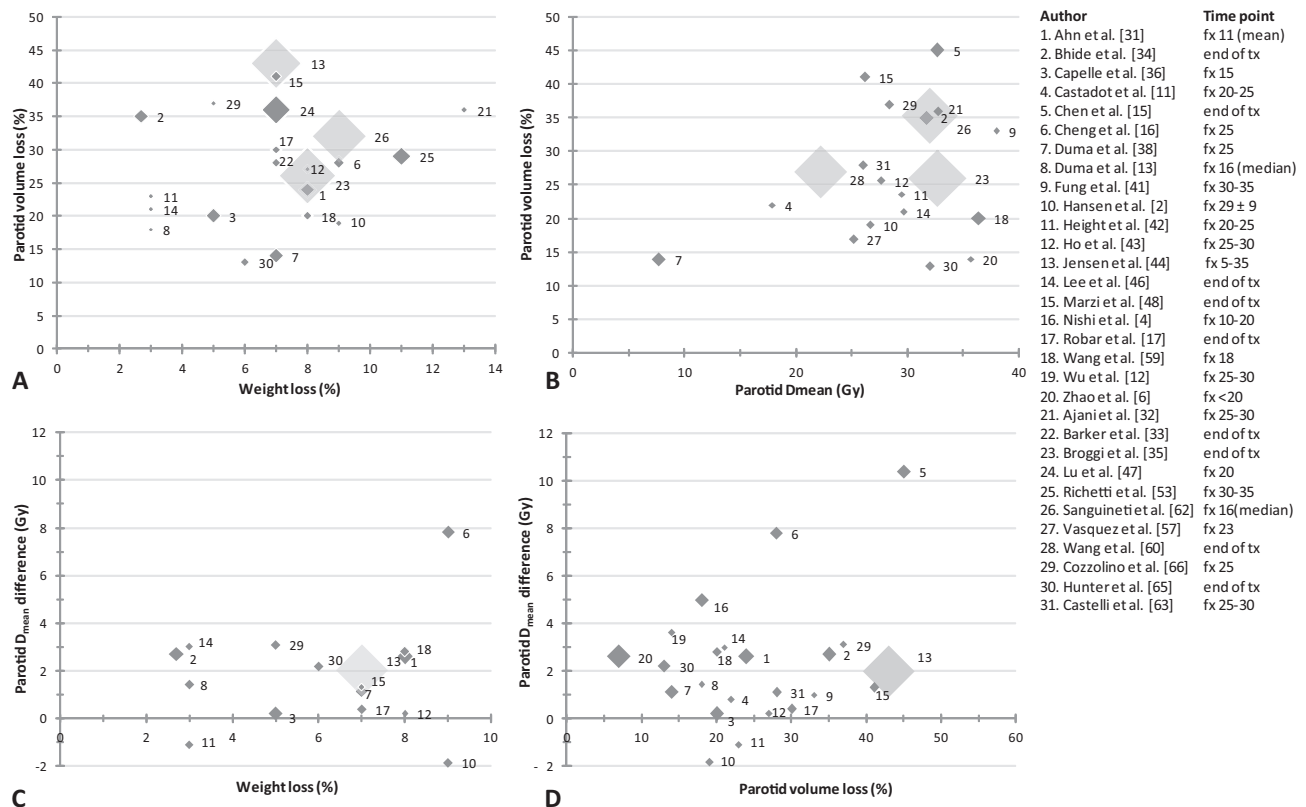 50
45
40
35
30
25
20
15
10
5
0
Parotid volume loss (%)
13
15
29
24
21
2
26
17
22
12
6
25
23
1
11
14
8
3
18
10
30
7
0 2 4 6 8 10 12 14
Weight loss (%)
A
50
45
40
35
30
25
20
15
10
5
0
Parotid volume loss (%)
5
15
29
21
2
26
9
31
28
12
23
11
4
14
10
18
27
7
30
20
0 10 20 30 40
Parotid Dmean (Gy)
B
12
10
8
6
4
2
0
-2
Parotid Dmean difference (Gy)
6
14
2
29
30
13
18
1
8
15
7
3
17
12
11
10
0 2 4 6 8 10
Weight loss (%)
C
12
10
8
6
4
2
0
- 2
Parotid Dmean difference (Gy)
5
6
16
19
14
29
20
18
1
2
13
30
7
8
4
31
9
15
3
12
17
11
10
0 10 20 30 40 50 60
Parotid volume loss (%)
D
Author Time point
1. Ahn et al. [31] fx 11 (mean)
2. Bhide et al. [34] end of tx
3. Capelle et al. [36] fx 15
4. Castadot et al. [11] fx 20-25
5. Chen et al. [15] end of tx
6. Cheng et al. [16] fx 25
7. Duma et al. [38] fx 25
8. Duma et al. [13] fx 16 (median)
9. Fung et al. [41] fx 30-35
10. Hansen et al. [2] fx 29 ± 9
11. Height et al. [42] fx 20-25
12. Ho et al. [43] fx 25-30
13. Jensen et al. [44] fx 5-35
14. Lee et al. [46] end of tx
15. Marzi et al. [48] end of tx
16. Nishi et al. [4] fx 10-20
17. Robar et al. [17] end of tx
18. Wang et al. [59] fx 18
19. Wu et al. [12] fx 25-30
20. Zhao et al. [6] fx <20
21. Ajani et al. [32] fx 25-30
22. Barker et al. [33] end of tx
23. Broggi et al. [35] end of tx
24. Lu et al. [47] fx 20
25. Richetti et al. [53] fx 30-35
26. Sanguineti et al. [62] fx 16(median)
27. Vasquez et al. [57] fx 23
28. Wang et al. [60] end of tx
29. Cozzolino et al. [66] fx 25
30. Hunter et al. [65] end of tx
31. Castelli et al. [63] fx 25-30